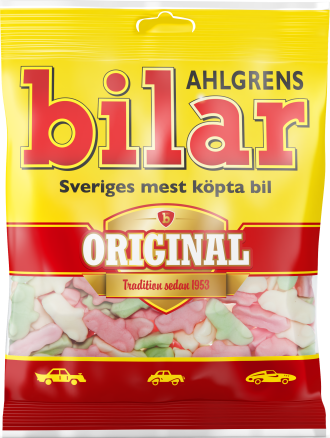 AHLGRENS
bilar
Sveriges mest köpta bil
b
ORIGINAL
Tradition sedan 1953